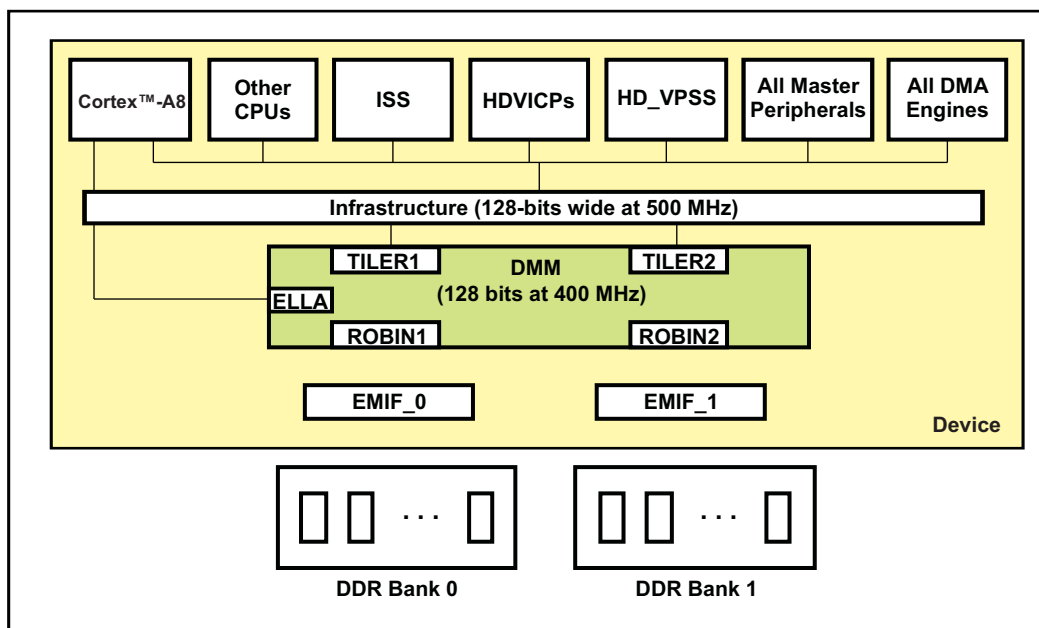 Cortex™-A8
Other
CPUs
ISS
HDVICPs
HD_VPSS
All Master
Peripherals
All DMA
Engines
Infrastructure (128-bits wide at 500 MHz)
TILER1
DMM
TILER2
(128 bits at 400 MHz)
ELLA
ROBIN1
ROBIN2
EMIF_0
EMIF_1
Device
. . .
. . .
DDR Bank 0
DDR Bank 1